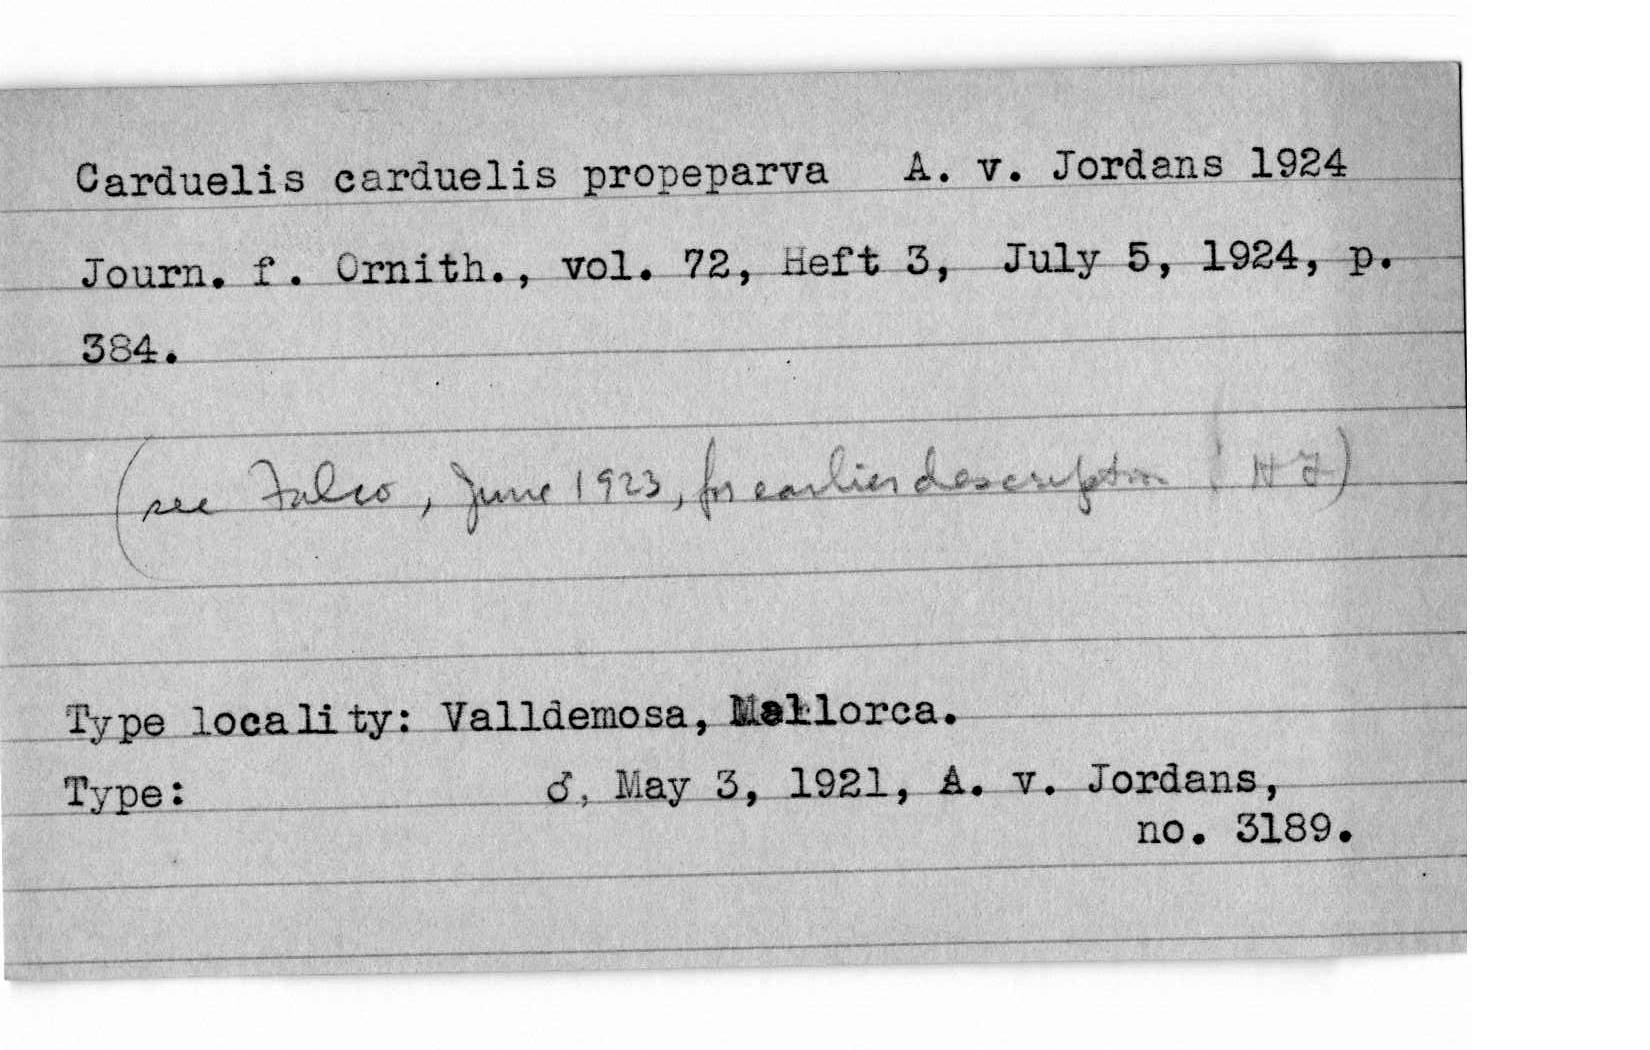 Carduelis carduelis propeparva A. v. Jordans 1924
Journ. f. Ornith., vol. 72, Heft 3, July 5, 1924, p.
384.
(see Falco, June 1923, for earlier description! HF)
Type locality: Valldemosa, Mallorca.
Type: ♂, May 3, 1921, A. v. Jordans,
no. 3189.